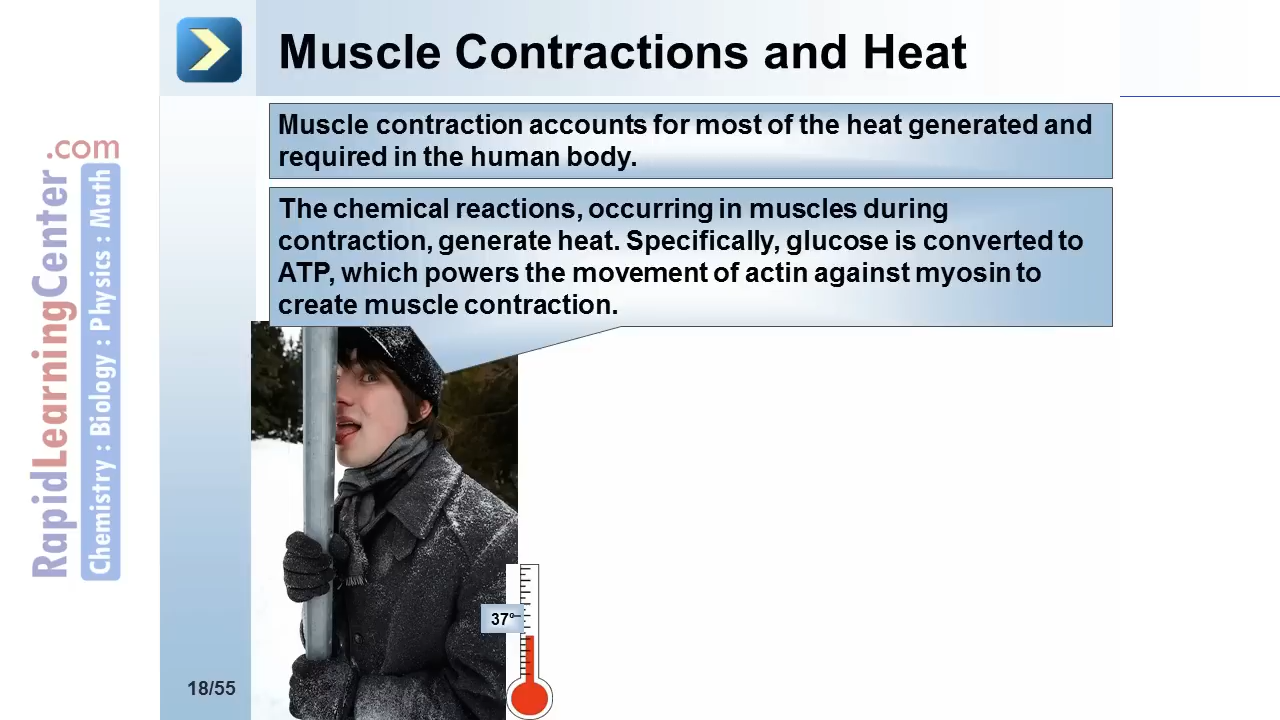 Muscle Contractions and Heat
Muscle contraction accounts for most of the heat generated and
required in the human body.
The chemical reactions, occurring in muscles during
contraction, generate heat. Specifically, glucose is converted to
ATP, which powers the movement of actin against myosin to
create muscle contraction.
RapidLearningCenter.com
Chemistry : Biology : Physics : Math
37°
18/55